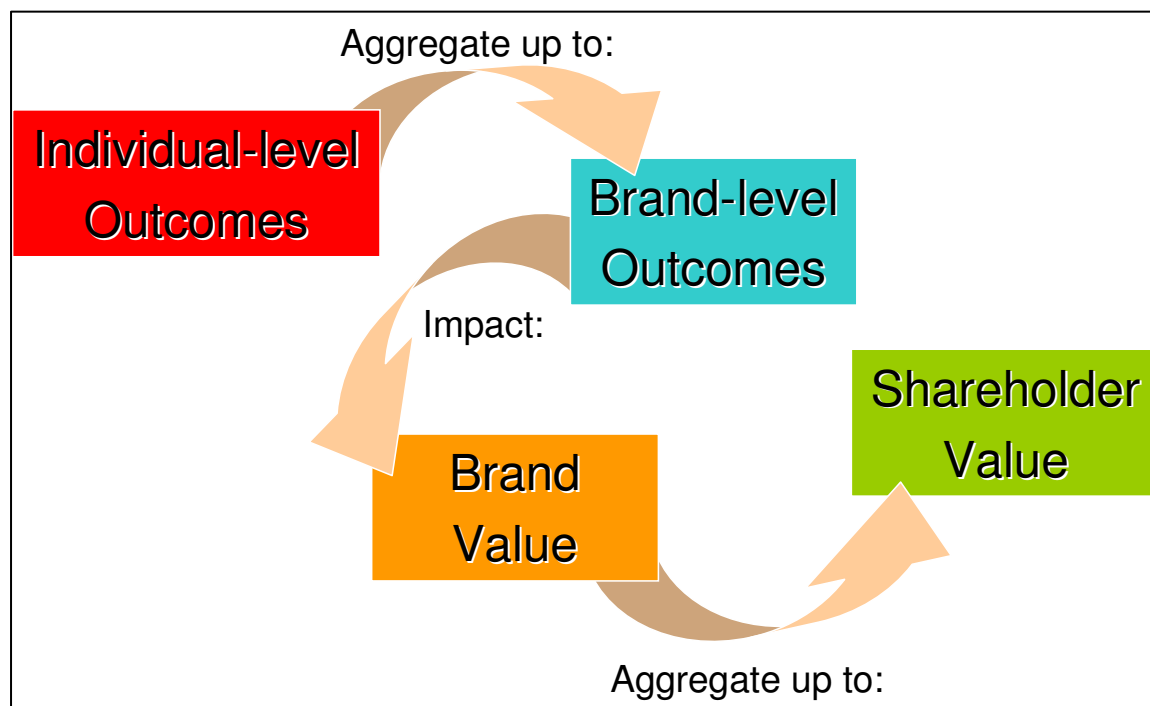 Aggregate up to:
Individual-level
Outcomes
Brand-level
Outcomes
Impact:
Shareholder
Value
Brand
Value
Aggregate up to: